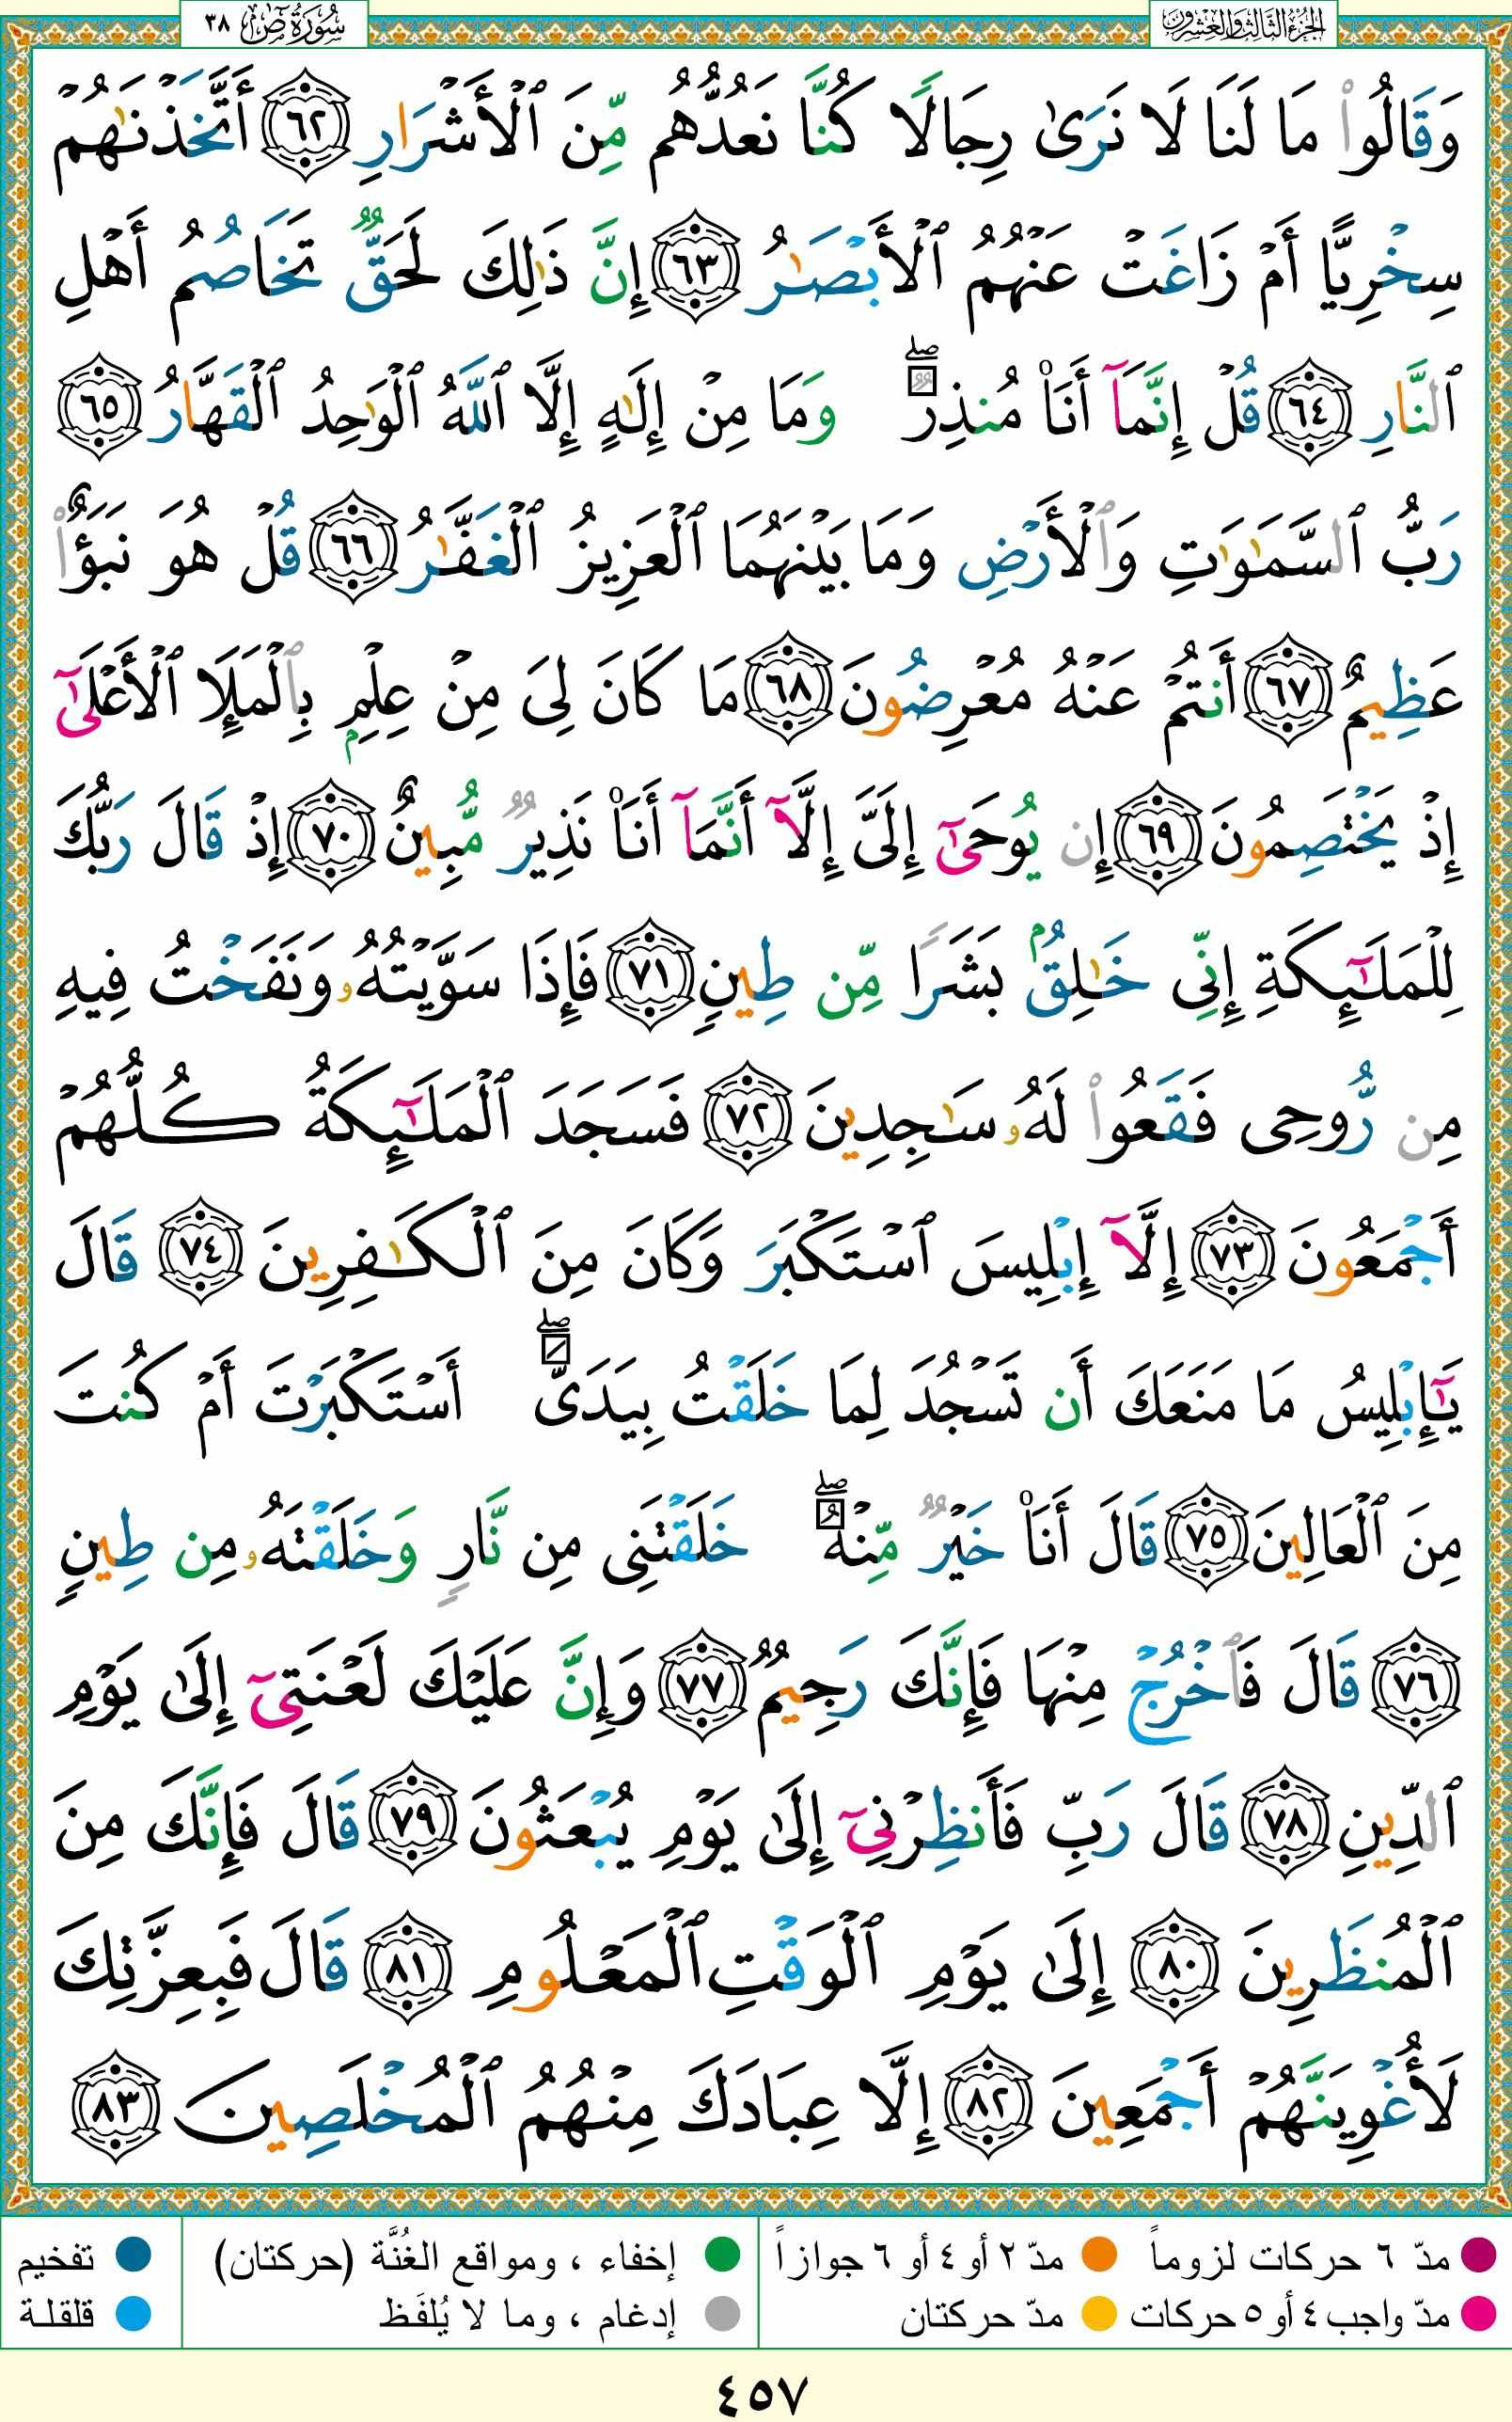 الجزء الثالث والعشرون
سُورَةُ صٓ ٣٨
وَقَالُوا۟ مَا لَنَا لَا نَرَىٰ رِجَالًا كُنَّا نَعُدُّهُم مِّنَ ٱلْأَشْرَارِ ٦٢ أَتَّخَذْنَٰهُمْ
سِخْرِيًّا أَمْ زَاغَتْ عَنْهُمُ ٱلْأَبْصَٰرُ ٦٣ إِنَّ ذَٰلِكَ لَحَقٌّ تَخَاصُمُ أَهْلِ
ٱلنَّارِ ٦٤ قُلْ إِنَّمَآ أَنَا۠ مُنذِرٌ ۖ وَمَا مِنْ إِلَٰهٍ إِلَّا ٱللَّهُ ٱلْوَٰحِدُ ٱلْقَهَّارُ ٦٥
رَبُّ ٱلسَّمَٰوَٰتِ وَٱلْأَرْضِ وَمَا بَيْنَهُمَا ٱلْعَزِيزُ ٱلْغَفَّٰرُ ٦٦ قُلْ هُوَ نَبَؤٌا۟
عَظِيمٌ ٦٧ أَنتُمْ عَنْهُ مُعْرِضُونَ ٦٨ مَا كَانَ لِىَ مِنْ عِلْمٍۭ بِٱلْمَلَإِ ٱلْأَعْلَىٰٓ
إِذْ يَخْتَصِمُونَ ٦٩ إِن يُوحَىٰٓ إِلَىَّ إِلَّآ أَنَّمَآ أَنَا۠ نَذِيرٌ مُّبِينٌ ٧٠ إِذْ قَالَ رَبُّكَ
لِلْمَلَٰٓئِكَةِ إِنِّى خَٰلِقٌۢ بَشَرًا مِّن طِينٍ ٧١ فَإِذَا سَوَّيْتُهُۥ وَنَفَخْتُ فِيهِ
مِن رُّوحِى فَقَعُوا۟ لَهُۥ سَٰجِدِينَ ٧٢ فَسَجَدَ ٱلْمَلَٰٓئِكَةُ كُلُّهُمْ
أَجْمَعُونَ ٧٣ إِلَّآ إِبْلِيسَ ٱسْتَكْبَرَ وَكَانَ مِنَ ٱلْكَٰفِرِينَ ٧٤ قَالَ
يَٰٓإِبْلِيسُ مَا مَنَعَكَ أَن تَسْجُدَ لِمَا خَلَقْتُ بِيَدَىَّ ۖ أَسْتَكْبَرْتَ أَمْ كُنتَ
مِنَ ٱلْعَالِينَ ٧٥ قَالَ أَنَا۠ خَيْرٌ مِّنْهُ ۖ خَلَقْتَنِى مِن نَّارٍ وَخَلَقْتَهُۥ مِن طِينٍ
٧٦ قَالَ فَٱخْرُجْ مِنْهَا فَإِنَّكَ رَجِيمٌ ٧٧ وَإِنَّ عَلَيْكَ لَعْنَتِىٓ إِلَىٰ يَوْمِ
ٱلدِّينِ ٧٨ قَالَ رَبِّ فَأَنظِرْنِىٓ إِلَىٰ يَوْمِ يُبْعَثُونَ ٧٩ قَالَ فَإِنَّكَ مِنَ
ٱلْمُنظَرِينَ ٨٠ إِلَىٰ يَوْمِ ٱلْوَقْتِ ٱلْمَعْلُومِ ٨١ قَالَ فَبِعِزَّتِكَ
لَأُغْوِيَنَّهُمْ أَجْمَعِينَ ٨٢ إِلَّا عِبَادَكَ مِنْهُمُ ٱلْمُخْلَصِينَ ٨٣
مدّ ٦ حركات لزوماً مدّ ٢ أو ٤ أو ٦ جوازاً إخفاء ، ومواقع الغُنَّة (حركتان) تفخيم
مدّ واجب ٤ أو ٥ حركات مدّ حركتان إدغام ، وما لا يُلفَظ قلقلة
٤٥٧